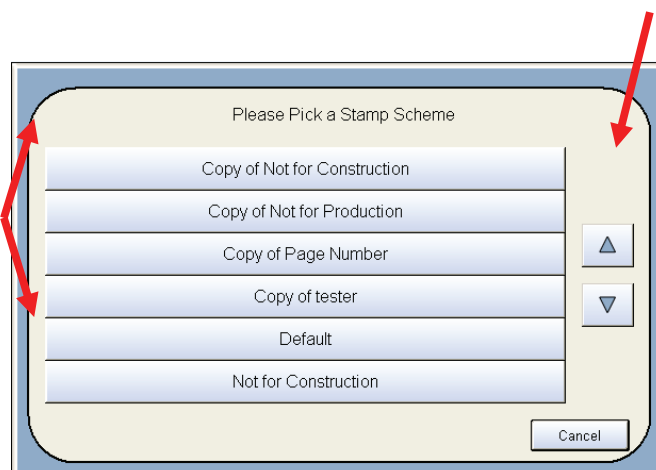 Please Pick a Stamp Scheme
Copy of Not for Construction
Copy of Not for Production
Copy of Page Number
Copy of tester
Default
Not for Construction
Cancel